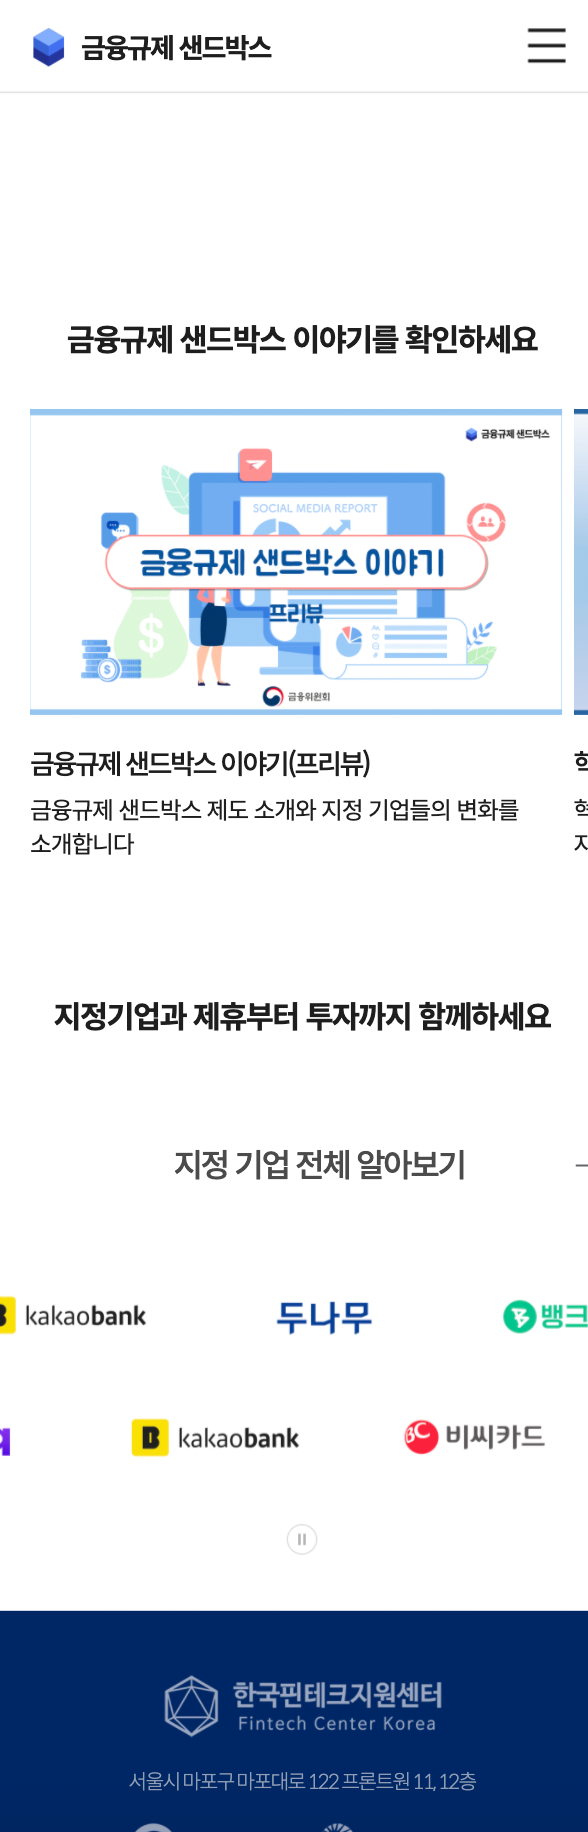 금융규제 샌드박스
금융규제 샌드박스 이야기를 확인하세요
금융규제 샌드박스
SOCIAL MEDIA REPORT
금융규제 샌드박스 이야기
프리뷰
금융위원회
금융규제 샌드박스 이야기(프리뷰)
금융규제 샌드박스 제도 소개와 지정 기업들의 변화를
소개합니다
지정기업과 제휴부터 투자까지 함께하세요
지정 기업 전체 알아보기
kakaobank 두나무 뱅크
kakaobank 비씨카드
한국핀테크지원센터
Fintech Center Korea
서울시 마포구 마포대로 122 프론트원 11, 12층